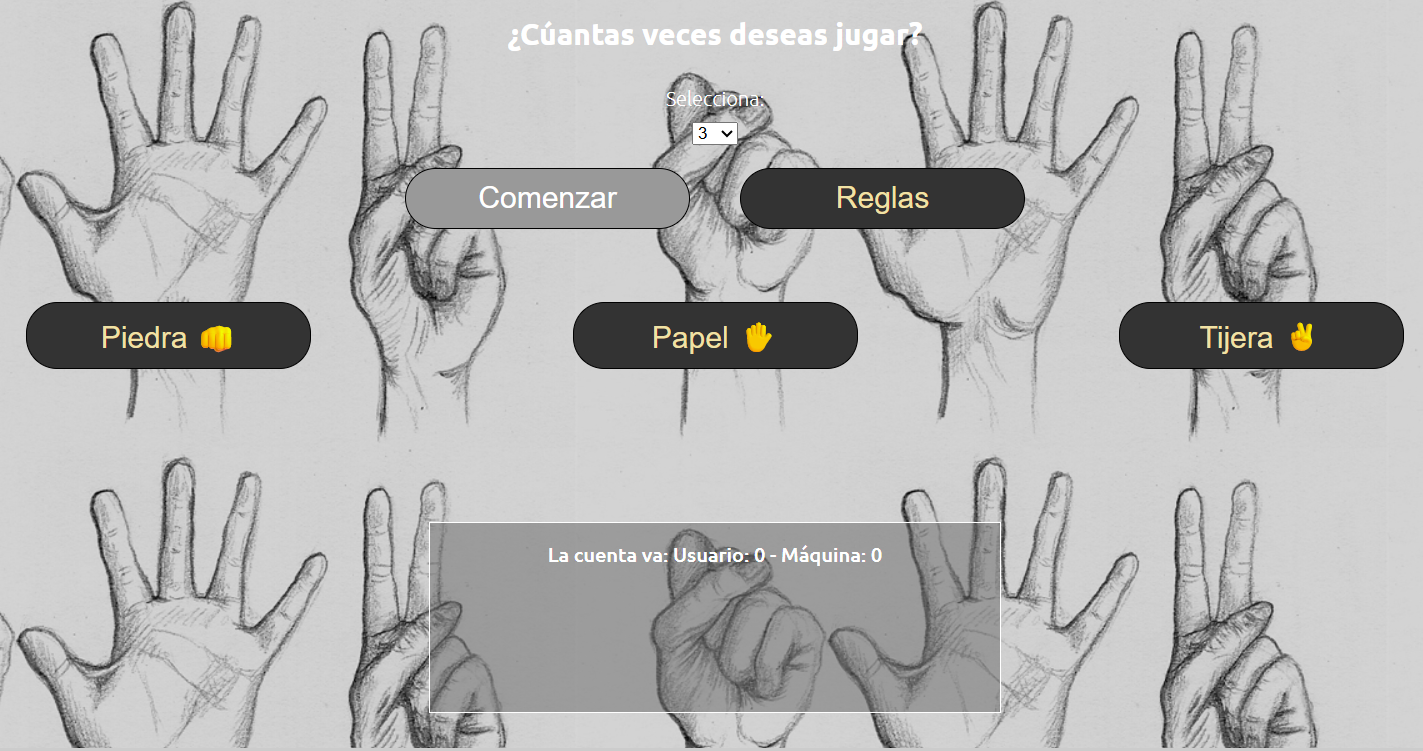 ¿Cúantas veces deseas jugar?
Selecciona:
3
Comenzar Reglas
Piedra 👊 Papel ✋ Tijera ✌
La cuenta va: Usuario: 0 - Máquina: 0